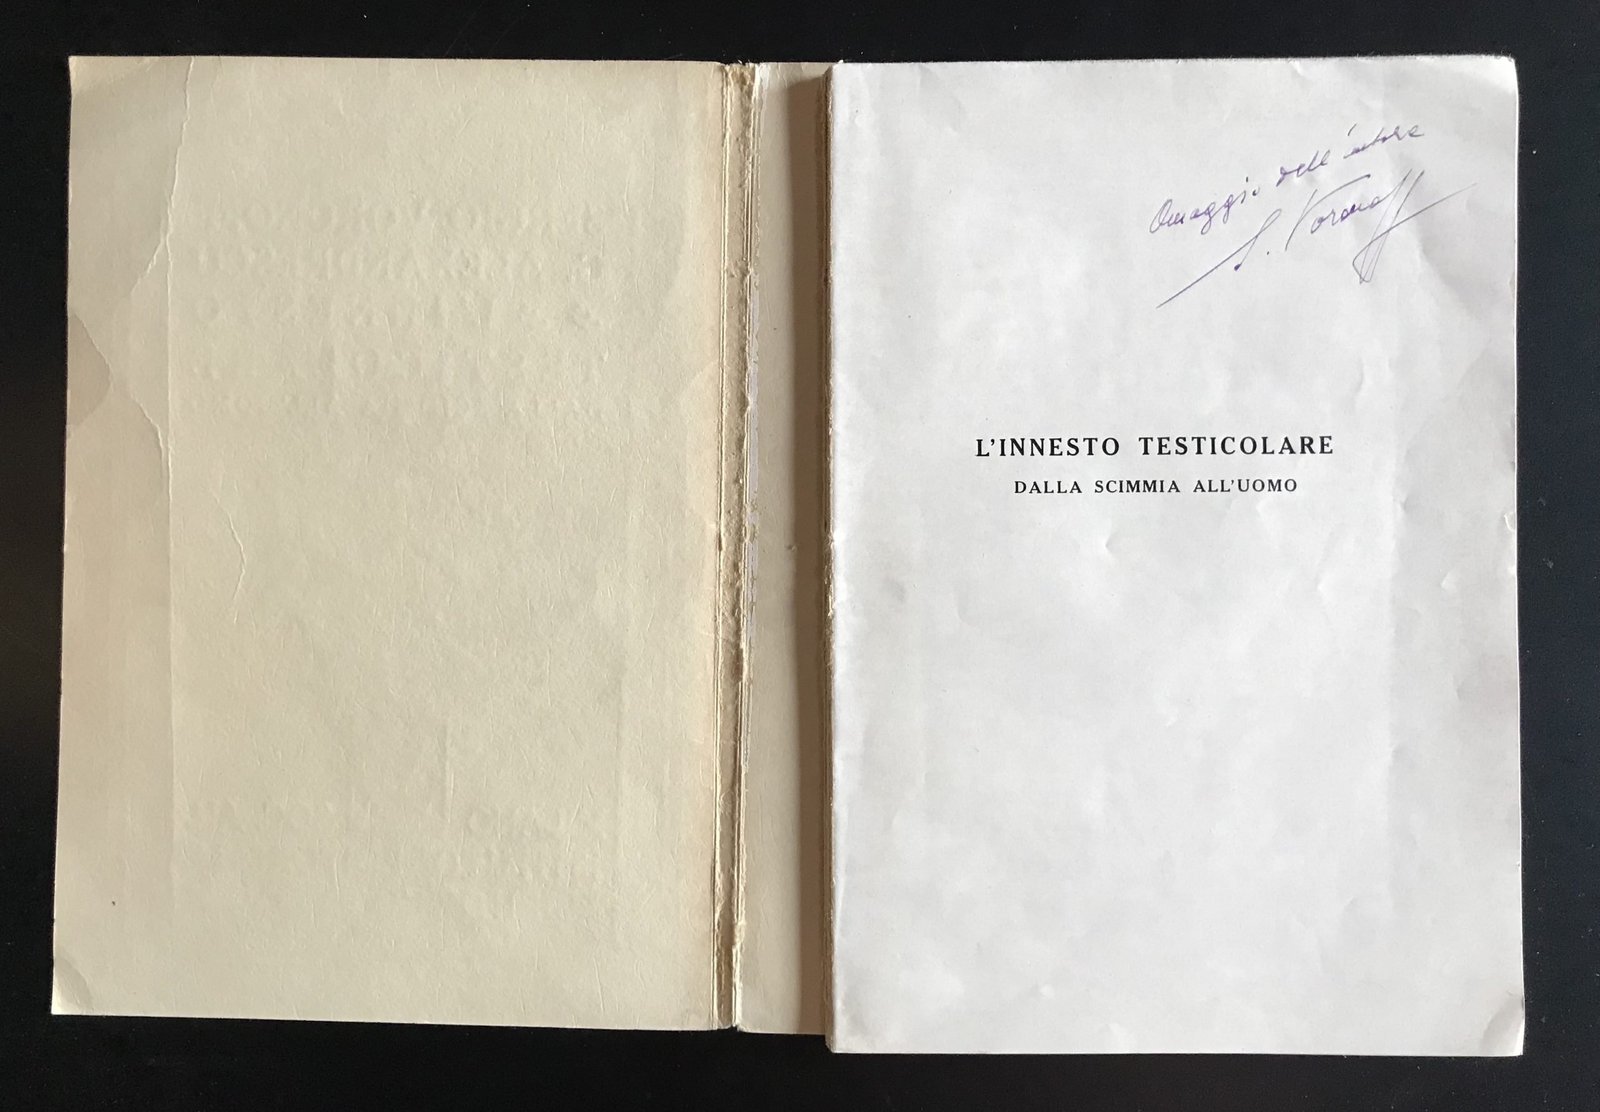 Omaggio dell'autore
S. Voronoff
L'INNESTO TESTICOLARE
DALLA SCIMMIA ALL'UOMO